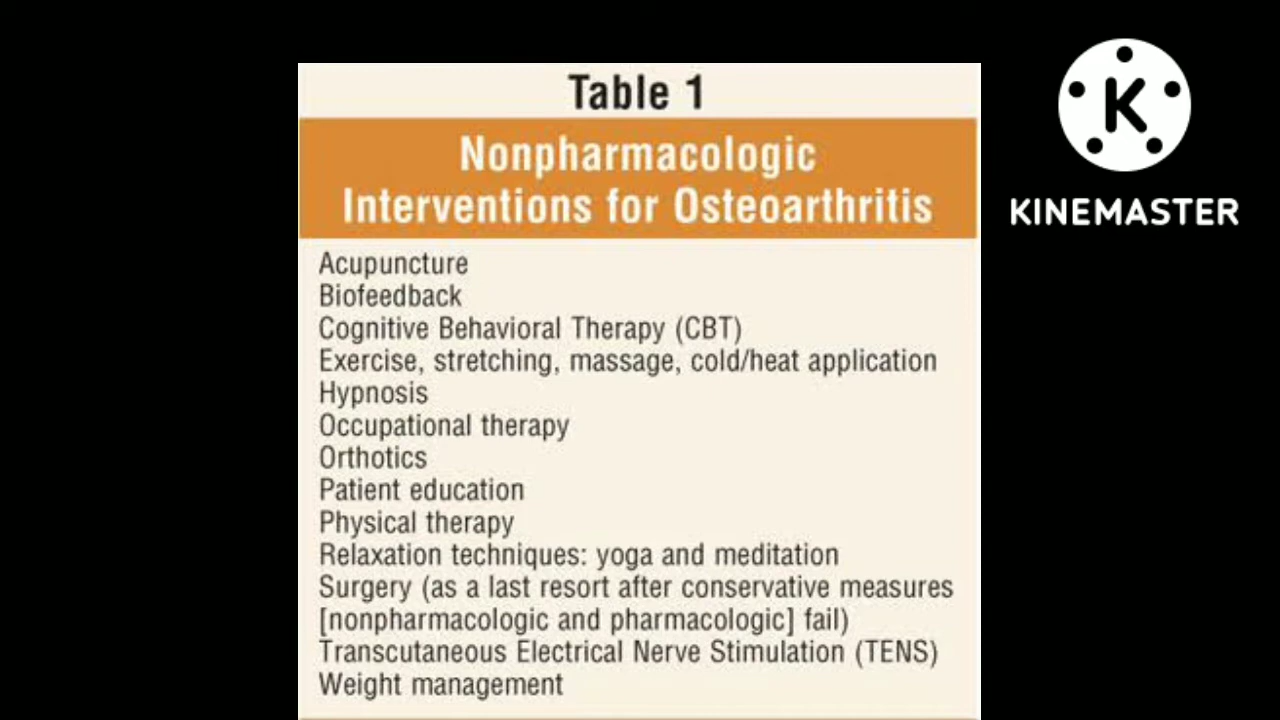 Table 1
Nonpharmacologic
Interventions for Osteoarthritis
Acupuncture
Biofeedback
Cognitive Behavioral Therapy (CBT)
Exercise, stretching, massage, cold/heat application
Hypnosis
Occupational therapy
Orthotics
Patient education
Physical therapy
Relaxation techniques: yoga and meditation
Surgery (as a last resort after conservative measures
[nonpharmacologic and pharmacologic] fail)
Transcutaneous Electrical Nerve Stimulation (TENS)
Weight management
K
KINEMASTER